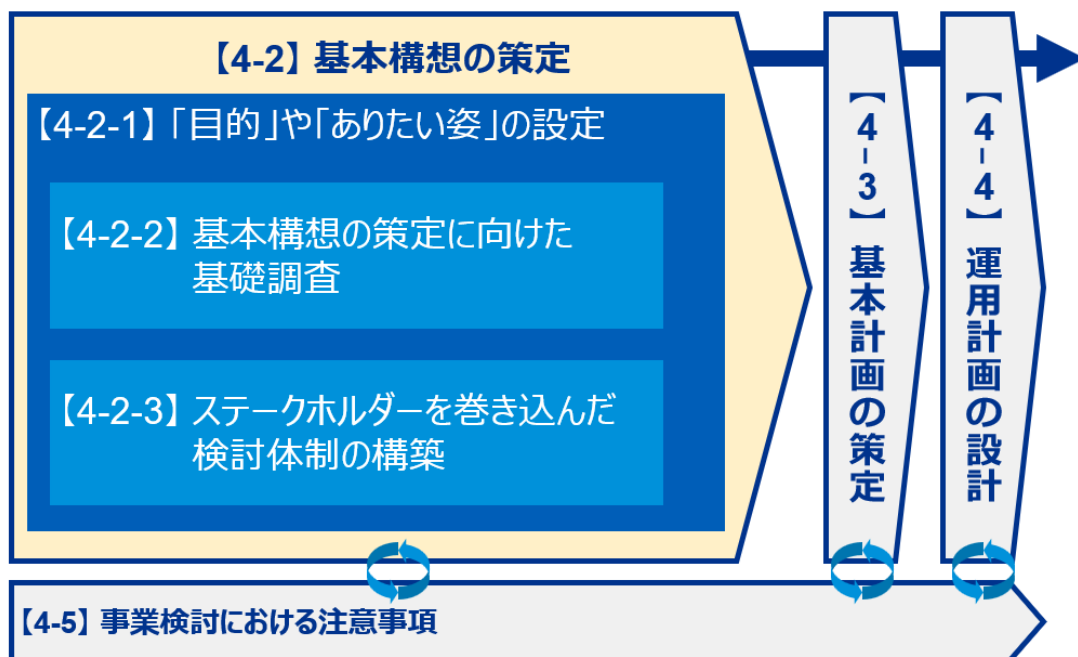 【4-2】 基本構想の策定
【4-2-1】 「目的」や「ありたい姿」の設定
【4-2-2】 基本構想の策定に向けた
基礎調査
【4-2-3】 ステークホルダーを巻き込んだ
検討体制の構築
【4-3】 基本計画の策定
【4-4】 運用計画の設計
【4-5】 事業検討における注意事項